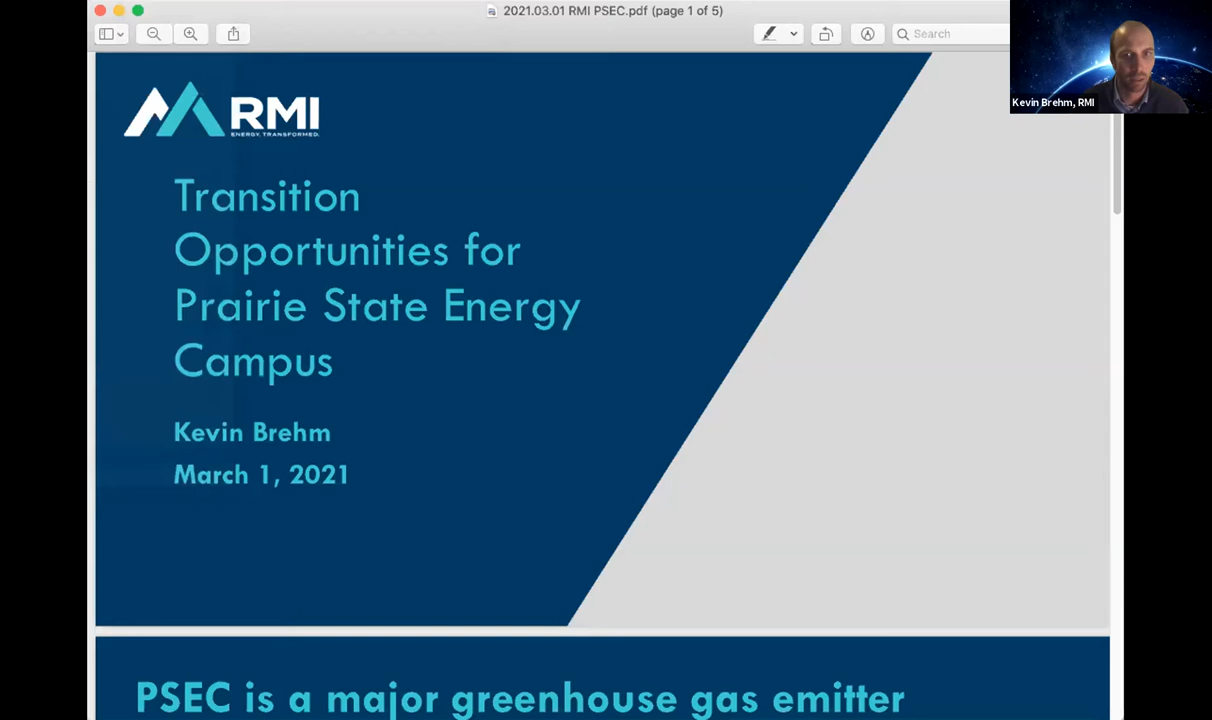 2021.03.01 RMI PSEC.pdf (page 1 of 5)
Search
Kevin Brehm, RMI
RMI
ENERGY. TRANSFORMED.
Transition
Opportunities for
Prairie State Energy
Campus
Kevin Brehm
March 1, 2021
PSEC is a major greenhouse gas emitter